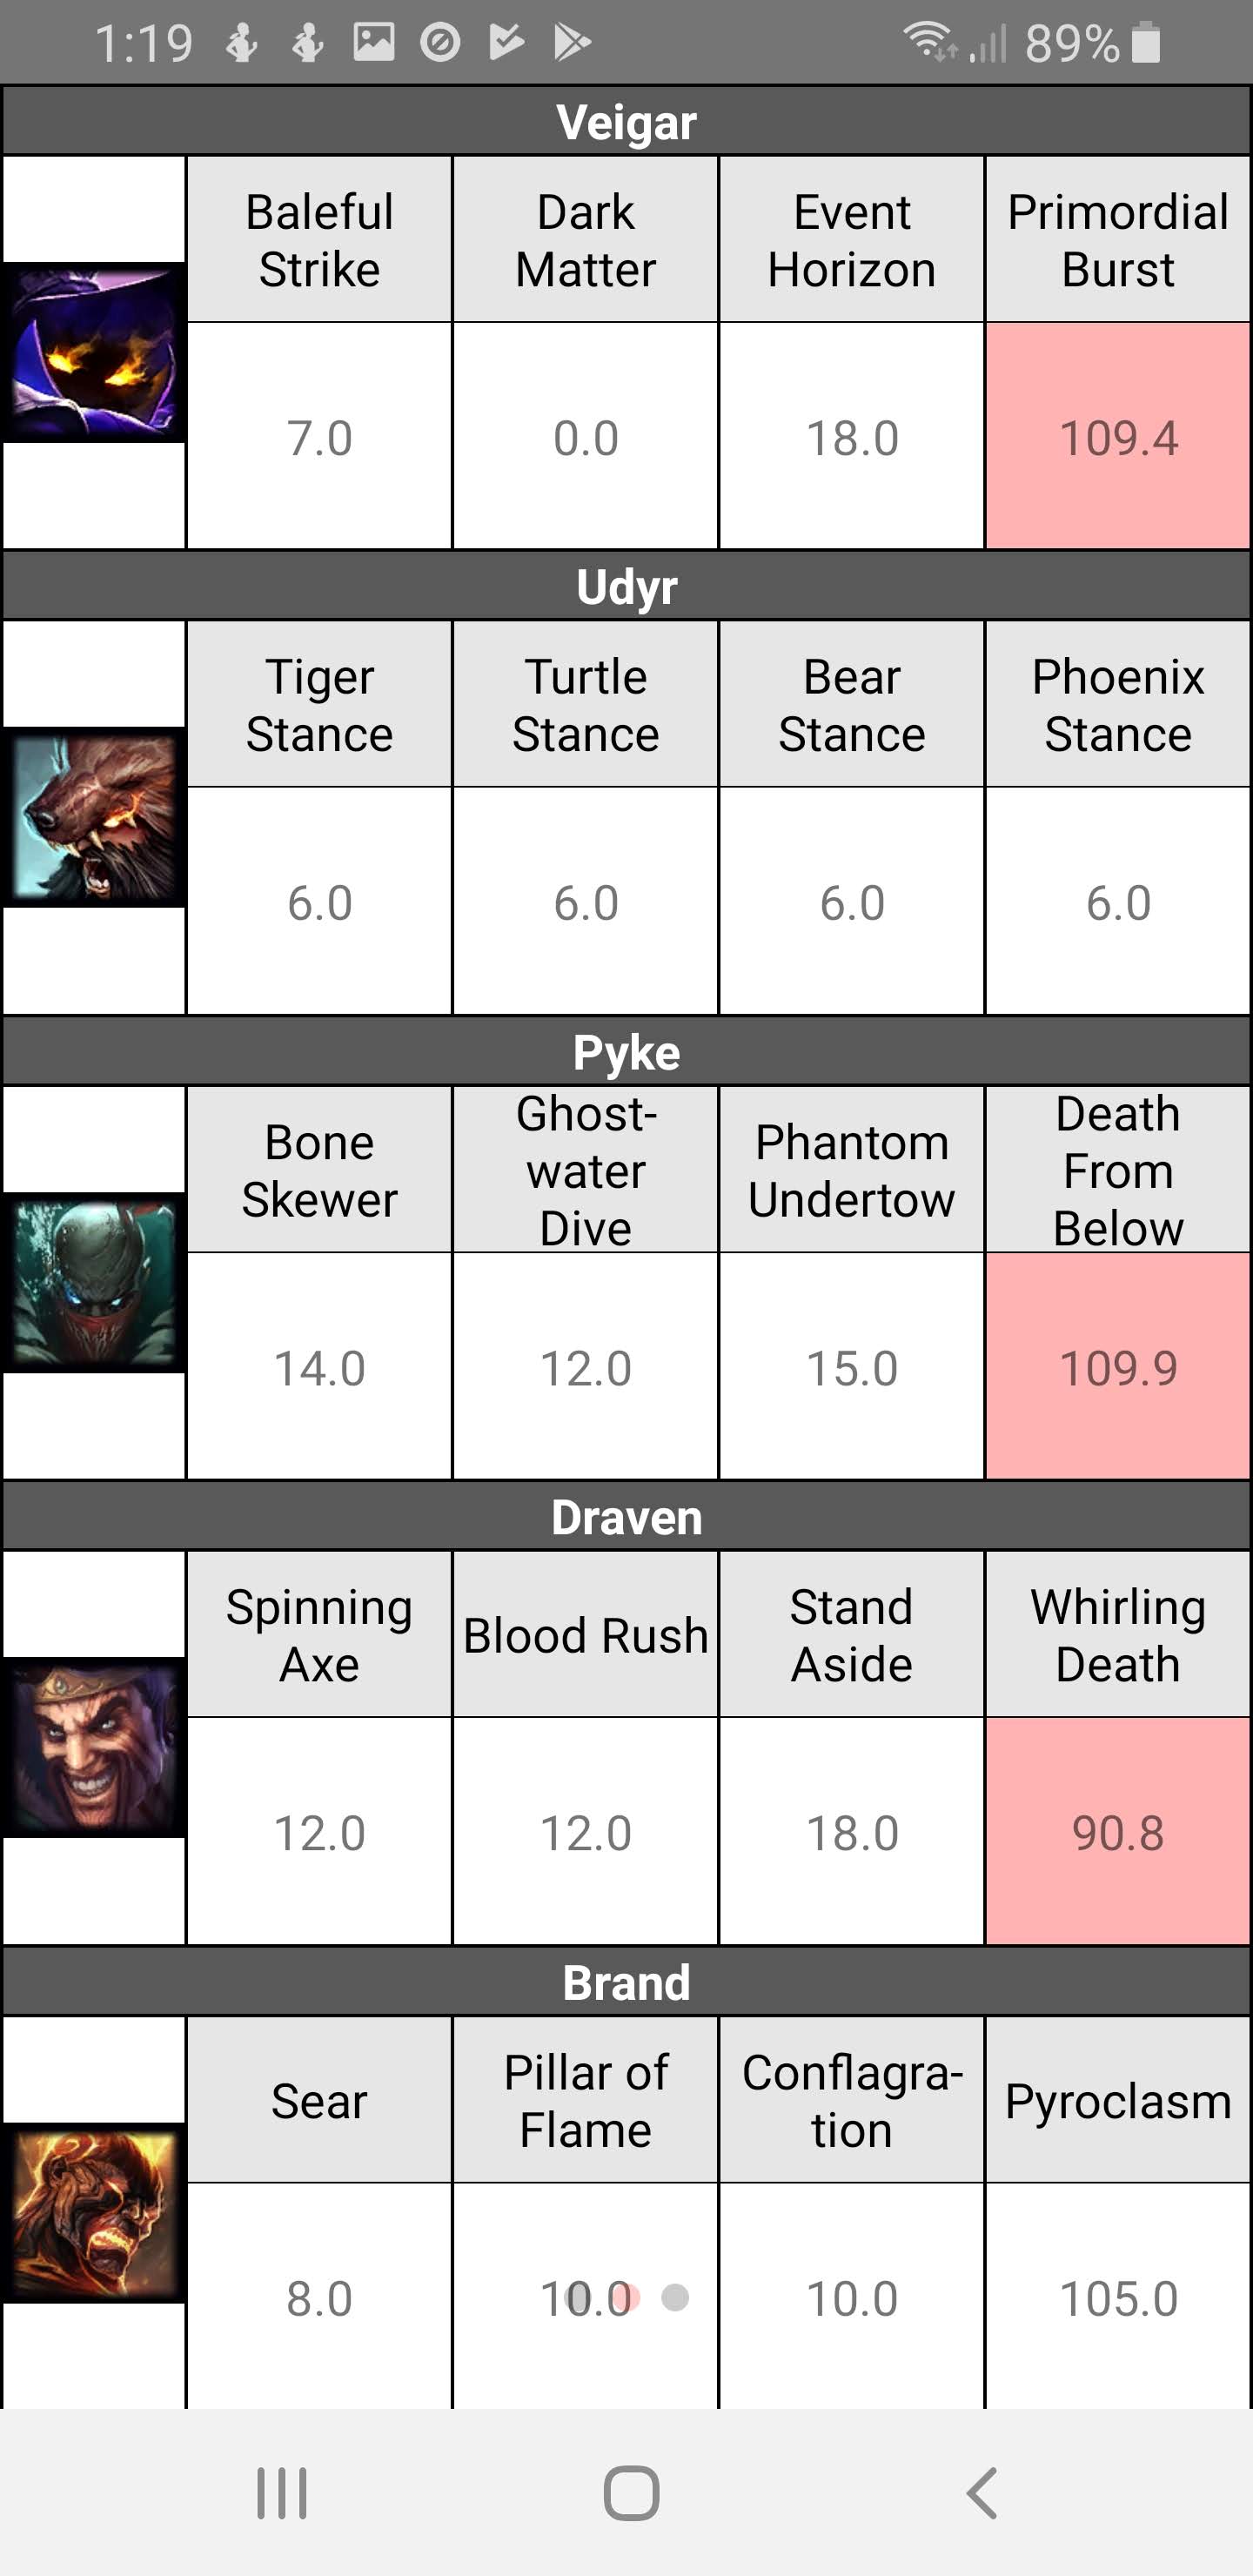 1:19
89%
Veigar
Baleful
Strike
Dark
Matter
Event
Horizon
Primordial
Burst
7.0
0.0
18.0
109.4
Udyr
Tiger
Stance
Turtle
Stance
Bear
Stance
Phoenix
Stance
6.0
6.0
6.0
6.0
Pyke
Bone
Skewer
Ghost-
water
Dive
Phantom
Undertow
Death
From
Below
14.0
12.0
15.0
109.9
Draven
Spinning
Axe
Blood Rush
Stand
Aside
Whirling
Death
12.0
12.0
18.0
90.8
Brand
Sear
Pillar of
Flame
Conflagra-
tion
Pyroclasm
8.0
10.0
10.0
105.0